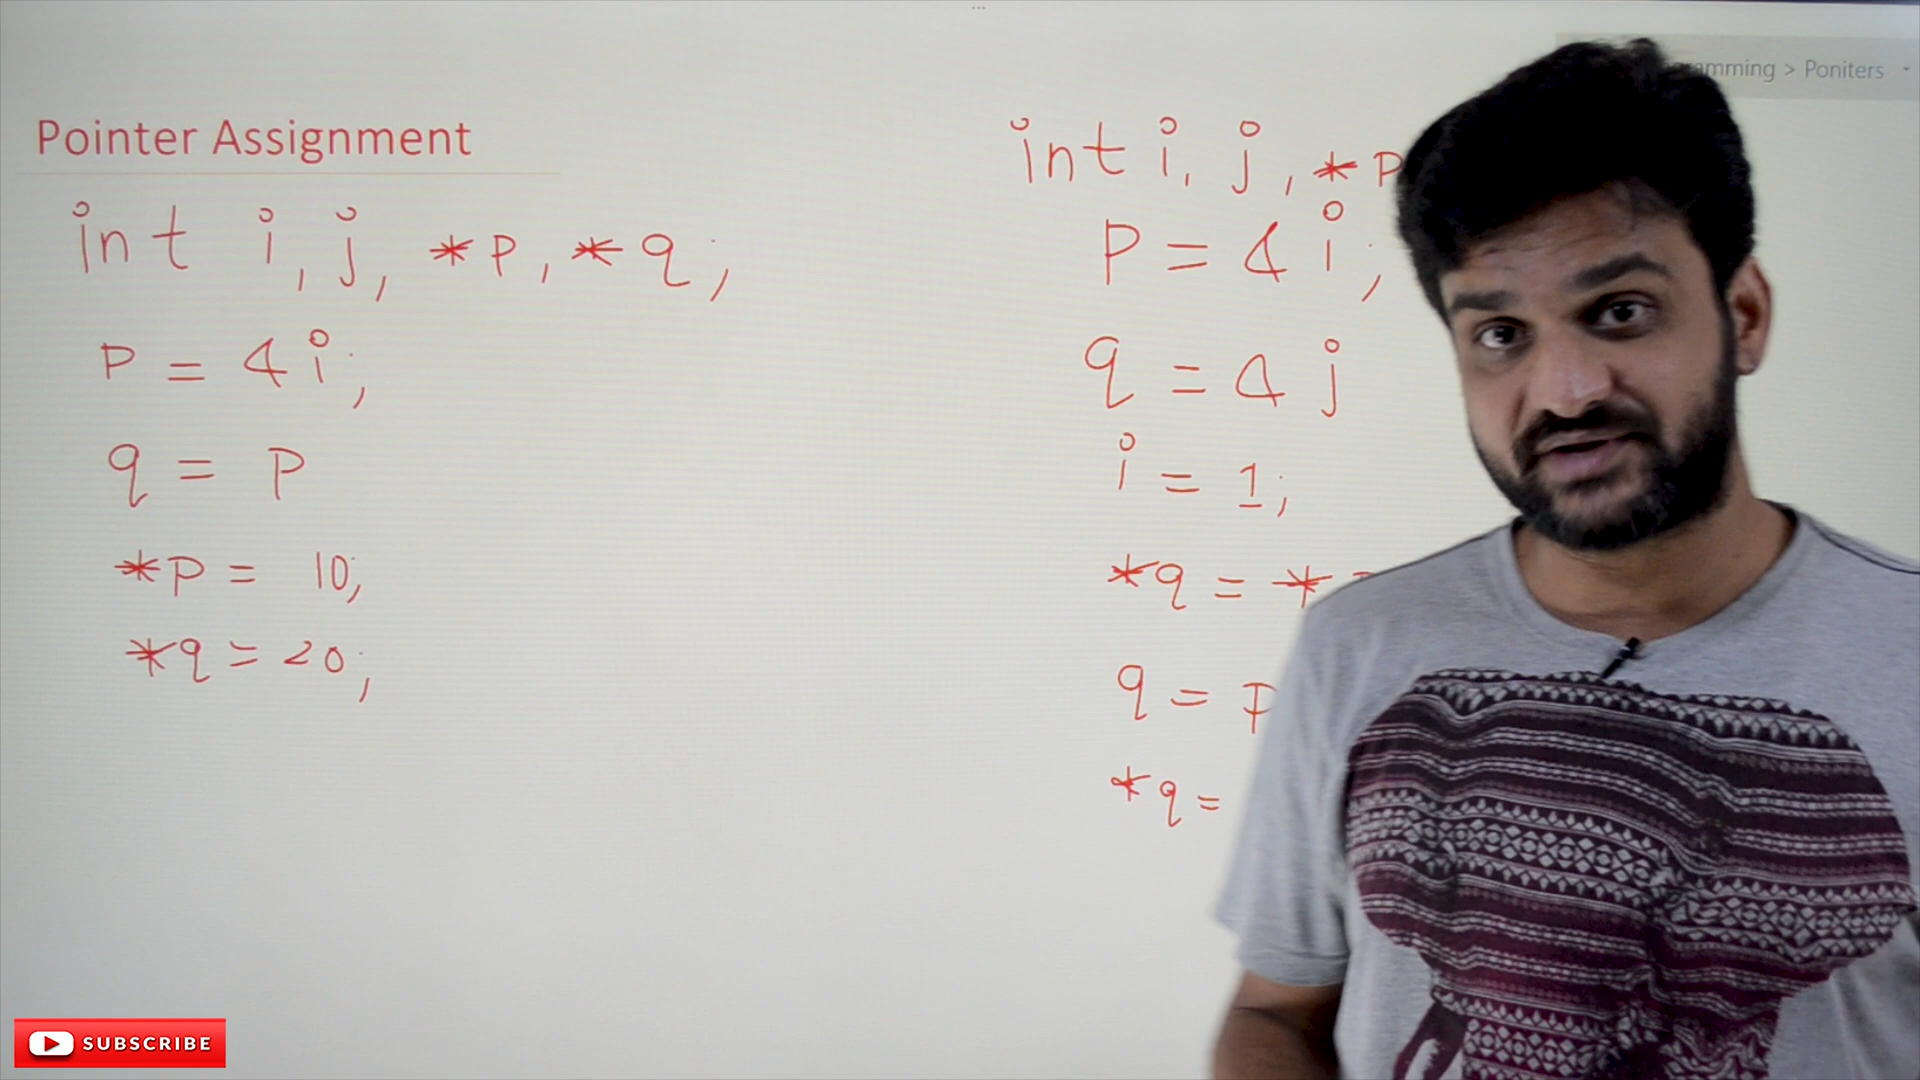 mming > Poniters
Pointer Assignment
int i, j, *p, *q;
p = &i;
q = p
*p = 10;
*q = 20;
int i, j, *p
p = &i;
q = &j
i = 1;
*q = *
q = p
*q =
SUBSCRIBE